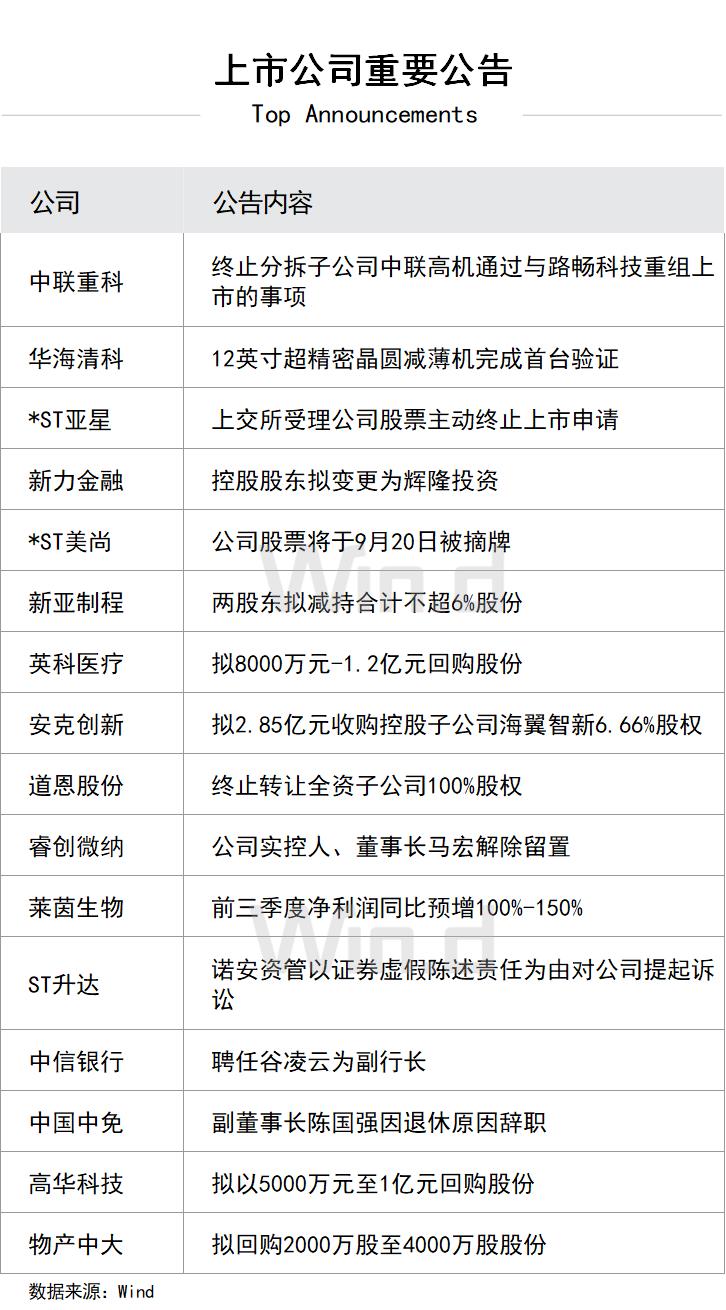 上市公司重要公告
Top Announcements
公司 公告内容
中联重科 终止分拆子公司中联高机通过与路畅科技重组上
市的事项
华海清科 12英寸超精密晶圆减薄机完成首台验证
*ST亚星 上交所受理公司股票主动终止上市申请
新力金融 控股股东拟变更为辉隆投资
*ST美尚 公司股票将于9月20日被摘牌
新亚制程 两股东拟减持合计不超6%股份
英科医疗 拟8000万元-1.2亿元回购股份
安克创新 拟2.85亿元收购控股子公司海翼智新6.66%股权
道恩股份 终止转让全资子公司100%股权
睿创微纳 公司实控人、董事长马宏解除留置
莱茵生物 前三季度净利润同比预增100%-150%
ST升达 诺安资管以证券虚假陈述责任为由对公司提起诉
讼
中信银行 聘任谷凌云为副行长
中国中免 副董事长陈国强因退休原因辞职
高华科技 拟以5000万元至1亿元回购股份
物产中大 拟回购2000万股至4000万股股份
数据来源：Wind
Win.d
Win.d